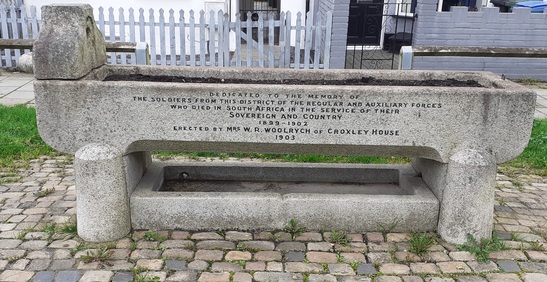 DEDICATED TO THE MEMORY OF
THE SOLDIERS FROM THIS DISTRICT OF THE REGULAR AND AUXILIARY FORCES
WHO DIED IN SOUTH AFRICA IN THE SERVICE OF THEIR
SOVEREIGN AND COUNTRY
1899-1902
ERECTED BY MRS W. R. WOOLRYCH OF CROXLEY HOUSE
1903